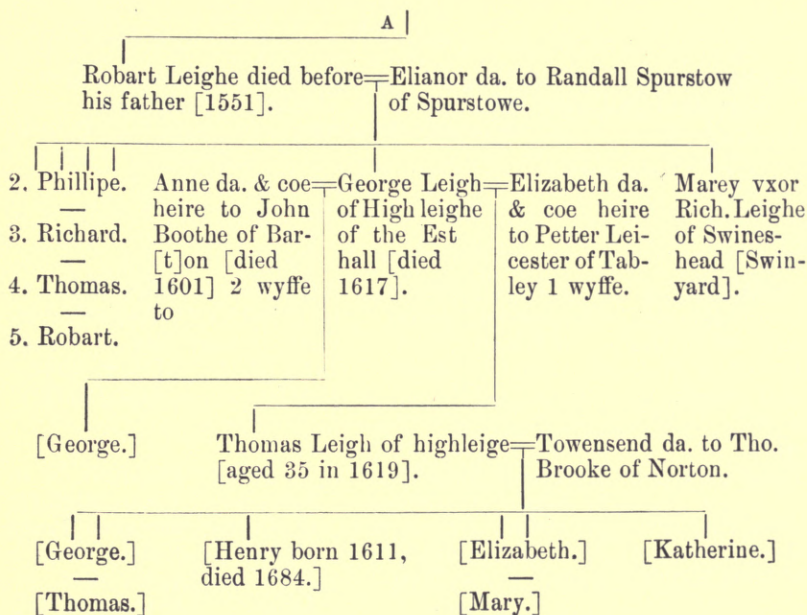 A
Robart Leighe died before
his father [1551].
Elianor da. to Randall Spurstow
of Spurstowe.
2. Phillipe.
—
3. Richard.
—
4. Thomas.
—
5. Robart.
Anne da. & coe
heire to John
Boothe of Bar-
[t]on [died
1601] 2 wyffe
to
George Leigh
of High leighe
of the Est
hall [died
1617].
Elizabeth da.
& coe heire
to Petter Lei-
cester of Tab-
ley 1 wyffe.
Marey vxor
Rich. Leighe
of Swines-
head [Swin-
yard].
[George.]
Thomas Leigh of highleige
[aged 35 in 1619].
Towensend da. to Tho.
Brooke of Norton.
[George.]
—
[Thomas.]
[Henry born 1611,
died 1684.]
[Elizabeth.]
—
[Mary.]
[Katherine.]